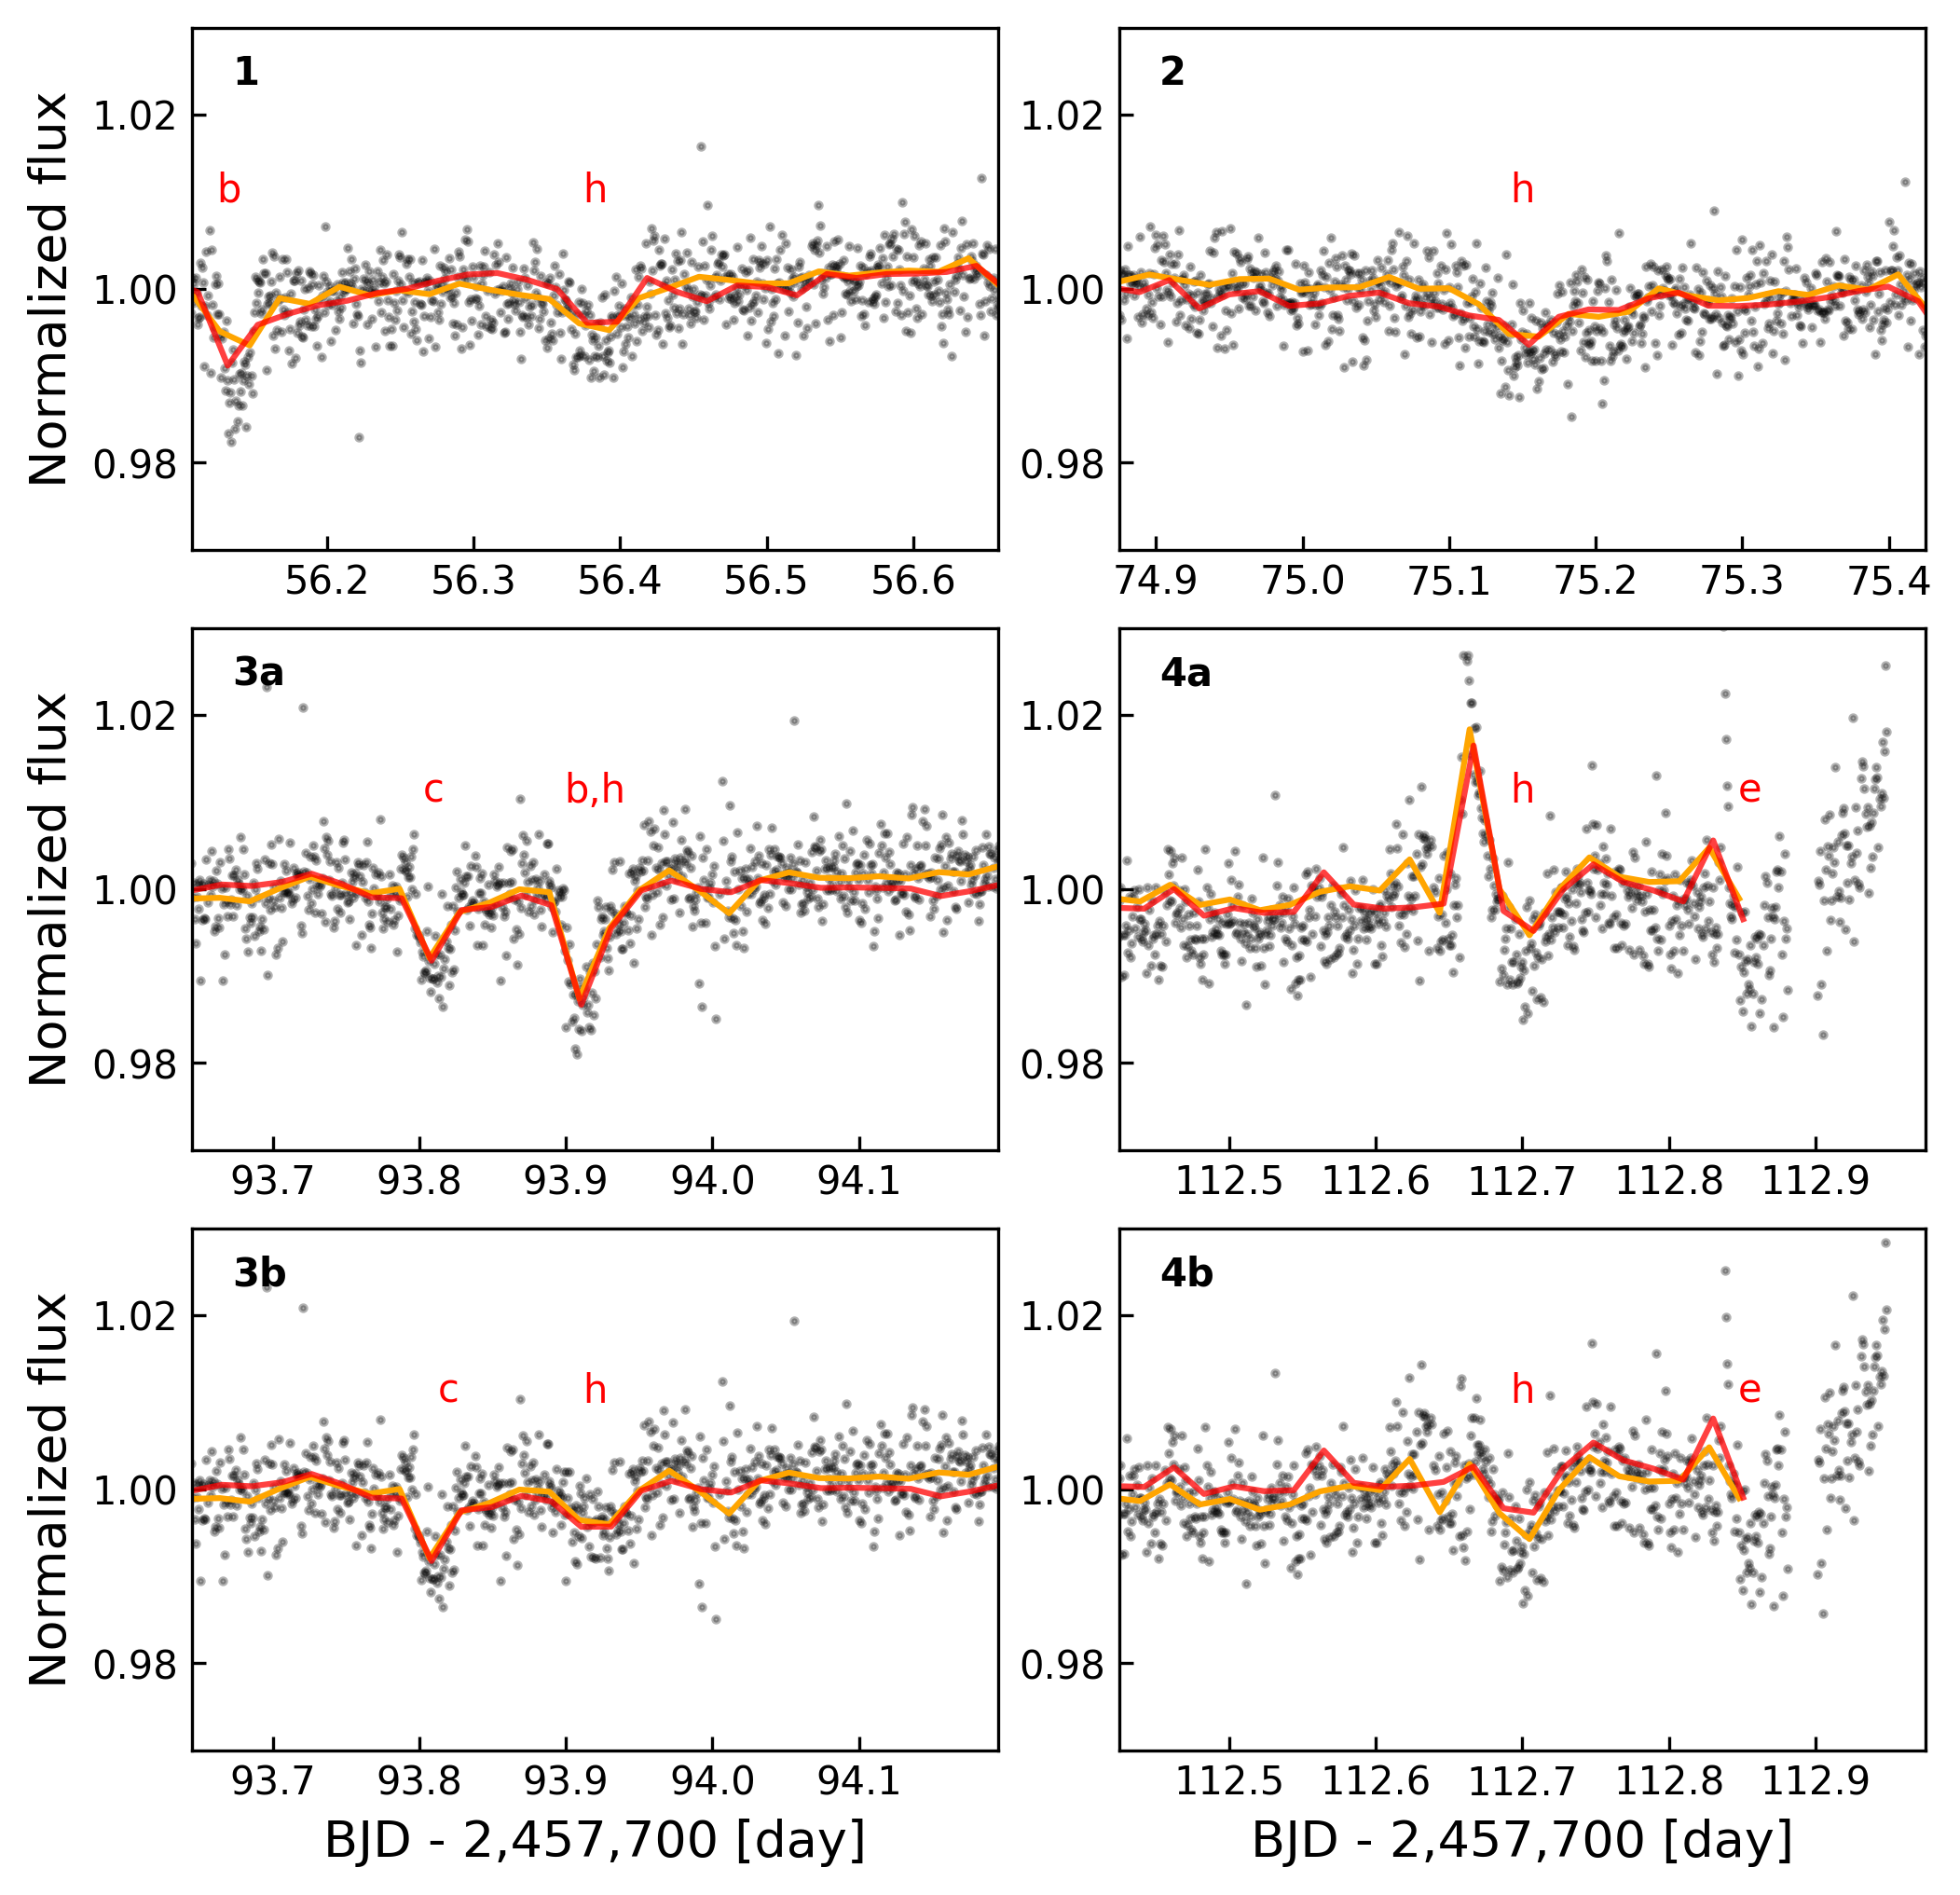 1
b
h
Normalized flux
1.02
1.00
0.98
56.2 56.3 56.4 56.5 56.6
2
h
1.02
1.00
0.98
74.9 75.0 75.1 75.2 75.3 75.4
3a
c
b,h
Normalized flux
1.02
1.00
0.98
93.7 93.8 93.9 94.0 94.1
4a
h
e
1.02
1.00
0.98
112.5 112.6 112.7 112.8 112.9
3b
c
h
Normalized flux
1.02
1.00
0.98
93.7 93.8 93.9 94.0 94.1
BJD - 2,457,700 [day]
4b
h
e
1.02
1.00
0.98
112.5 112.6 112.7 112.8 112.9
BJD - 2,457,700 [day]